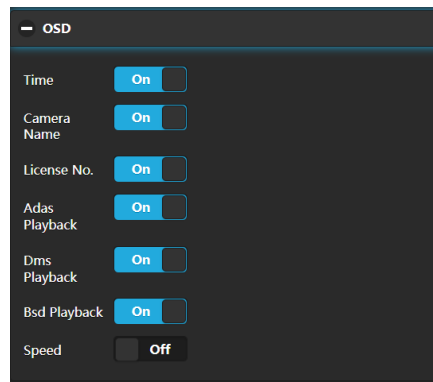 OSD
Time On
Camera On
Name
License No. On
Adas On
Playback
Dms On
Playback
Bsd Playback On
Speed Off